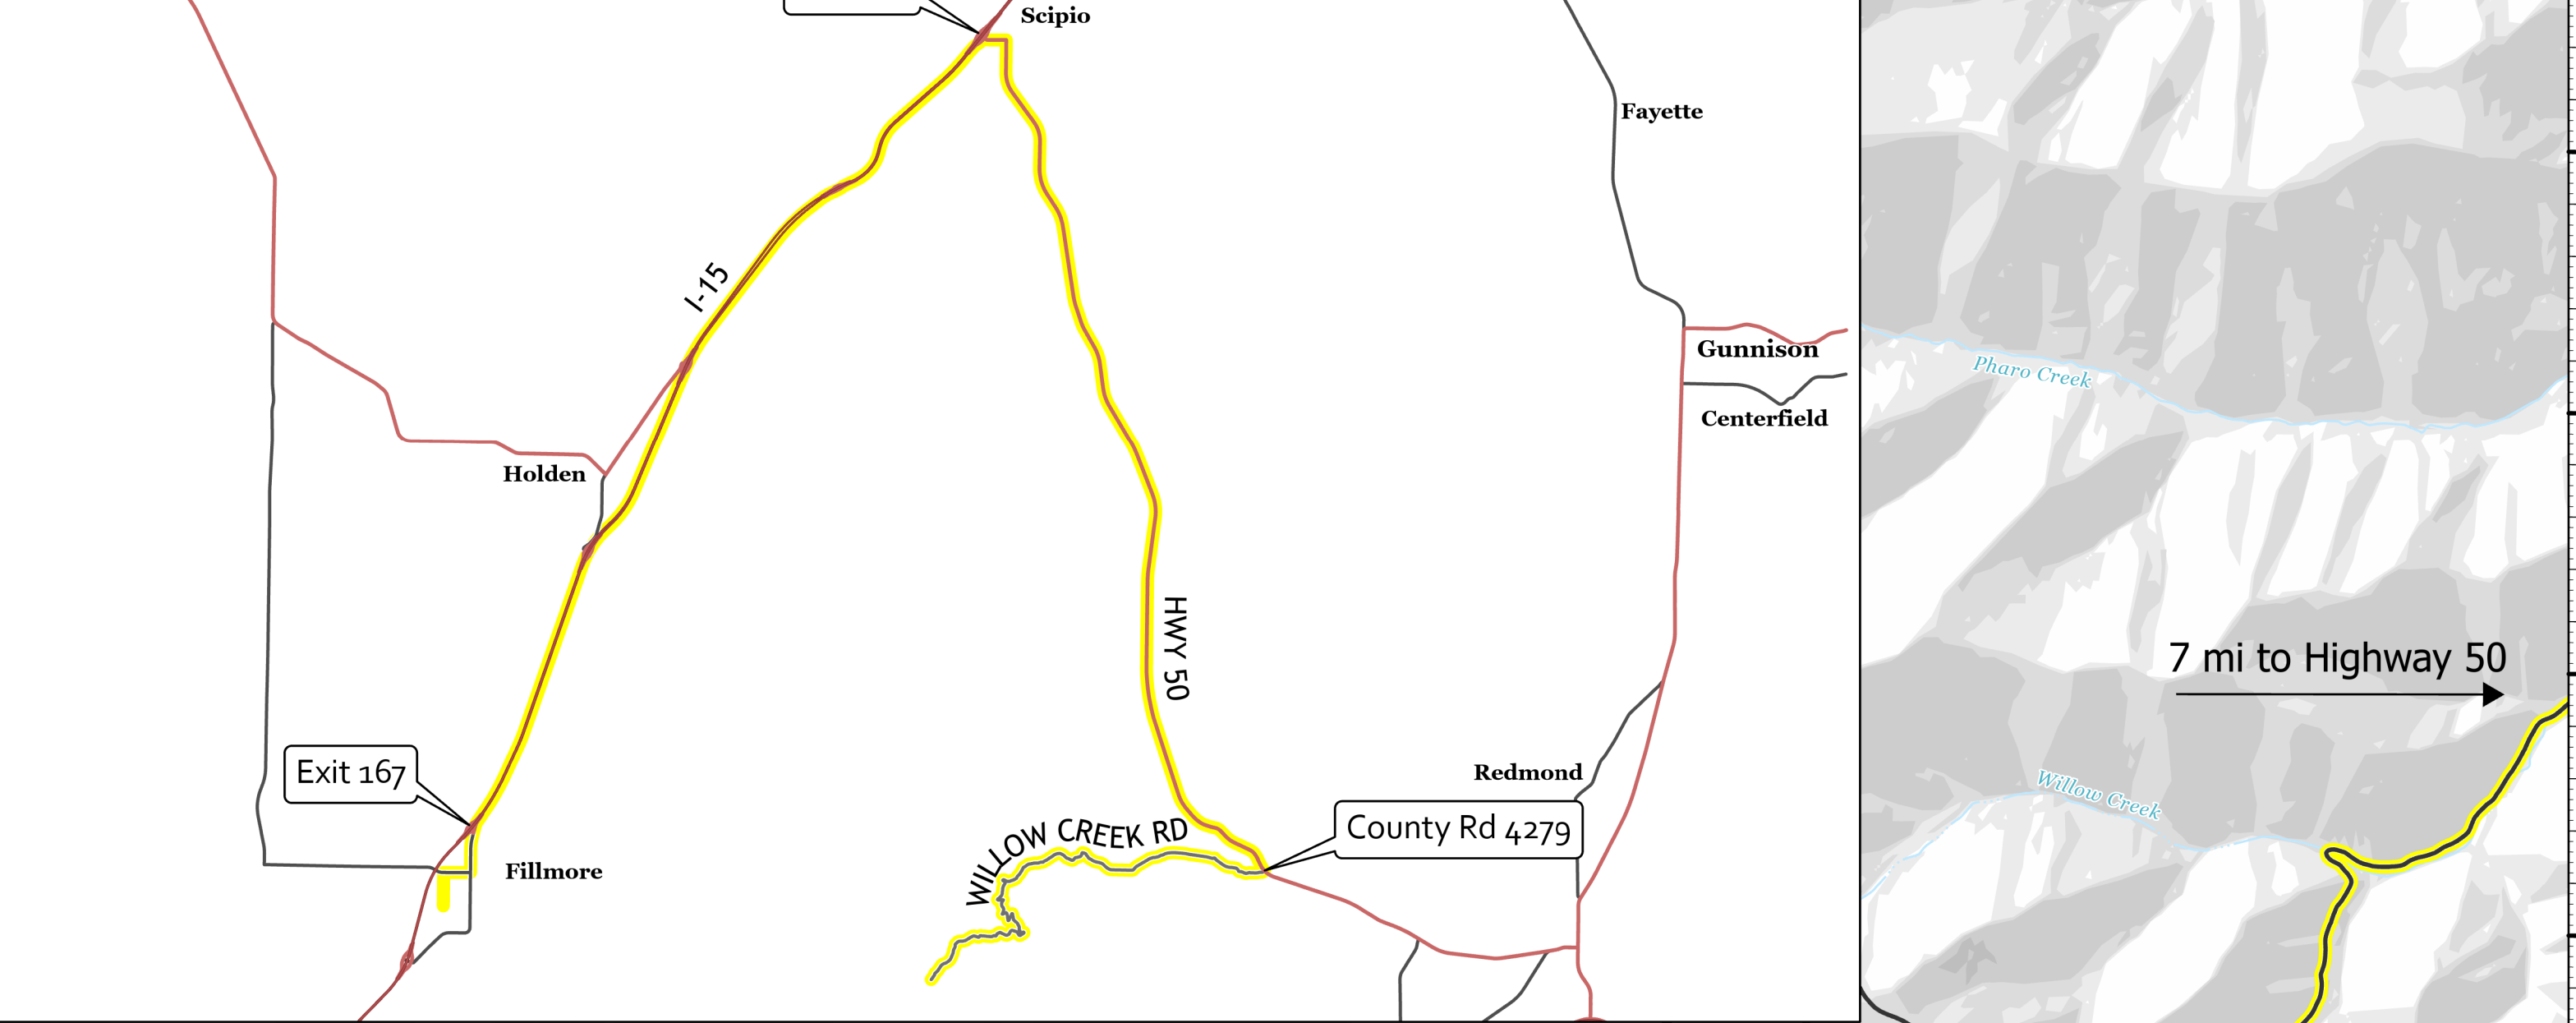 Scipio
Fayette
I-15
Gunnison
Pharo Creek
Centerfield
Holden
HWY 50
7 mi to Highway 50
Exit 167
Redmond
Willow Creek
WILLOW CREEK RD
County Rd 4279
Fillmore